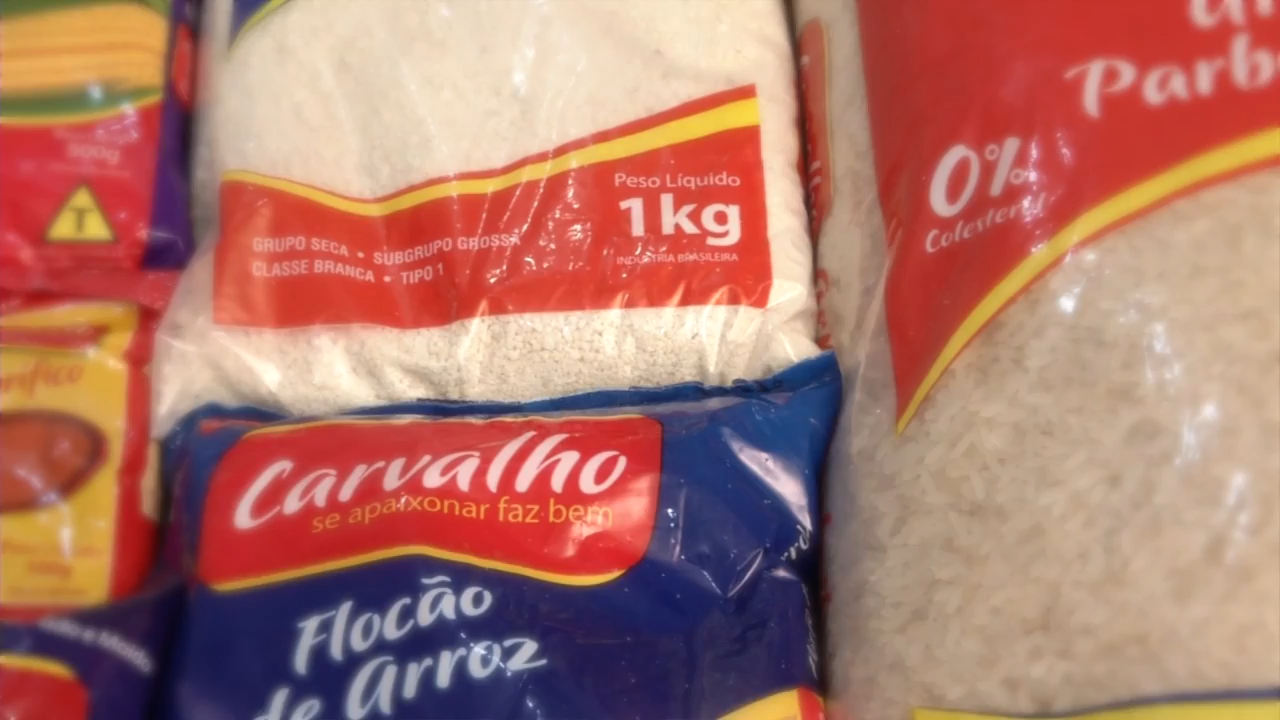 500g
T
GRUPO SECA • SUBGRUPO GROSSA
CLASSE BRANCA • TIPO 1
Peso Líquido
1kg
INDÚSTRIA BRASILEIRA
Parb
0%
Colesterol
Carvalho
se apaixonar faz bem
Flocão
de Arroz